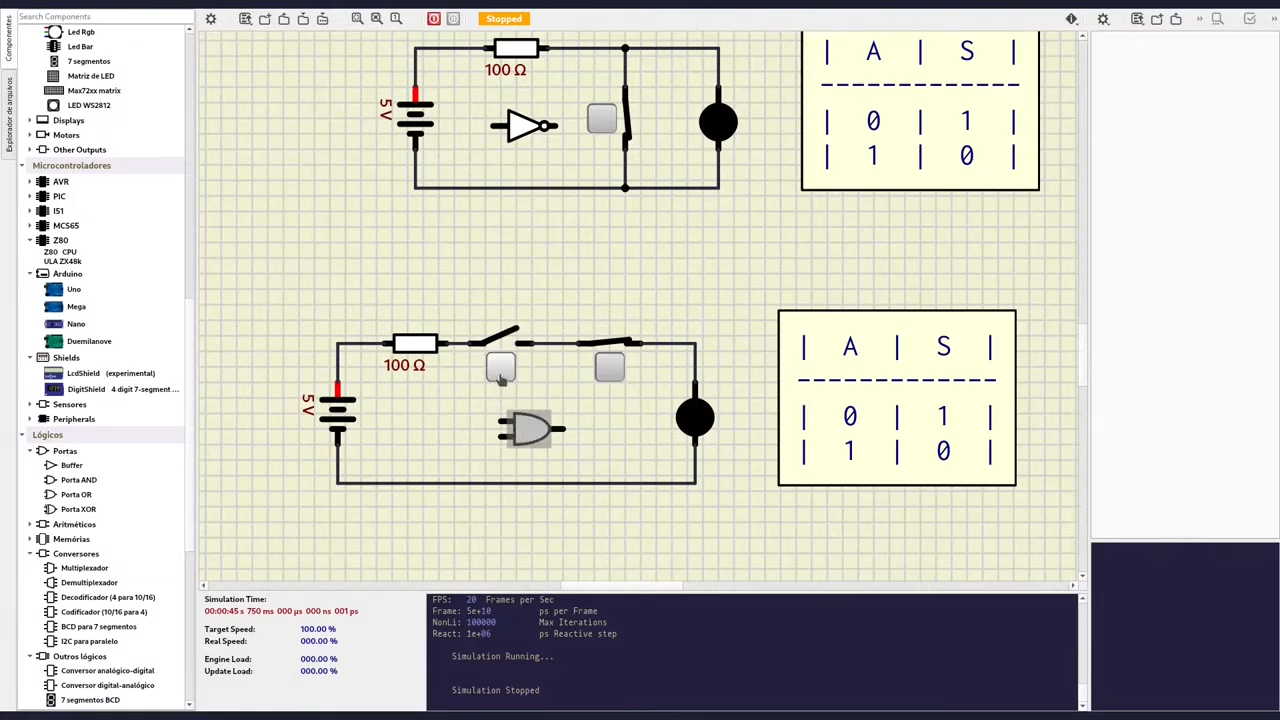 Componentes
Explorador de arquivos
Search Components
Led Rgb
Led Bar
7 segmentos
Matriz de LED
Max72xx matrix
LED WS2812
Displays
Motors
Other Outputs
Microcontroladores
AVR
PIC
I51
MCS65
Z80
Z80 CPU
ULA ZX48k
Arduino
Uno
Mega
Nano
Duemilanove
Shields
LcdShield (experimental)
DigitShield 4 digit 7-segment ...
Sensores
Peripherals
Lógicos
Portas
Buffer
Porta AND
Porta OR
Porta XOR
Aritméticos
Memórias
Conversores
Multiplexador
Demultiplexador
Decodificador (4 para 10/16)
Codificador (10/16 para 4)
BCD para 7 segmentos
I2C para paralelo
Outros lógicos
Conversor analógico-digital
Conversor digital-analógico
7 segmentos BCD
Stopped
»
»
100 Ω
5 V
| A | S |
------------------
| 0 | 1 |
| 1 | 0 |
100 Ω
5 V
| A | S |
------------------
| 0 | 1 |
| 1 | 0 |
Simulation Time:
00:00:45 s 750 ms 000 µs 000 ns 001 ps
Target Speed: 100.00 %
Real Speed: 000.00 %
Engine Load: 000.00 %
Update Load: 000.00 %
FPS: 20 Frames per Sec
Frame: 5e+10 ps per Frame
NonLi: 100000 Max Iterations
React: 1e+06 ps Reactive step
Simulation Running...
Simulation Stopped